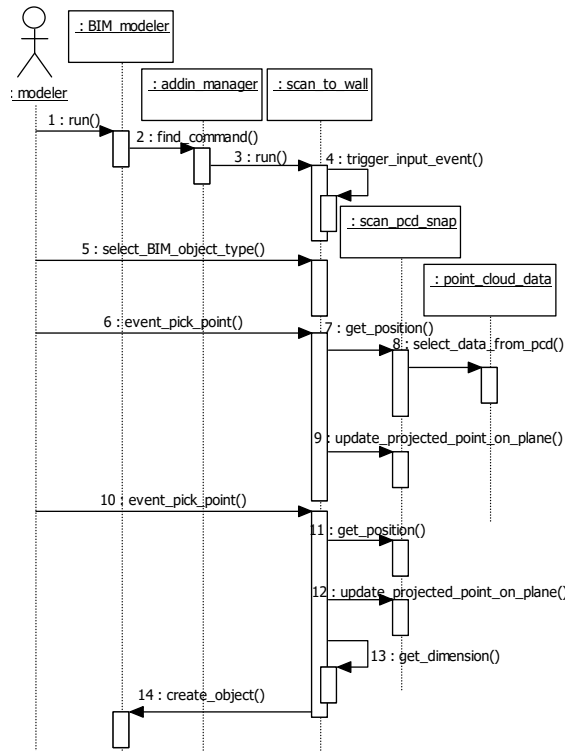 : BIM_modeler
: modeler
: addin_manager
: scan_to_wall
1 : run()
2 : find_command()
3 : run()
4 : trigger_input_event()
: scan_pcd_snap
5 : select_BIM_object_type()
: point_cloud_data
6 : event_pick_point()
7 : get_position()
8 : select_data_from_pcd()
9 : update_projected_point_on_plane()
10 : event_pick_point()
11 : get_position()
12 : update_projected_point_on_plane()
13 : get_dimension()
14 : create_object()